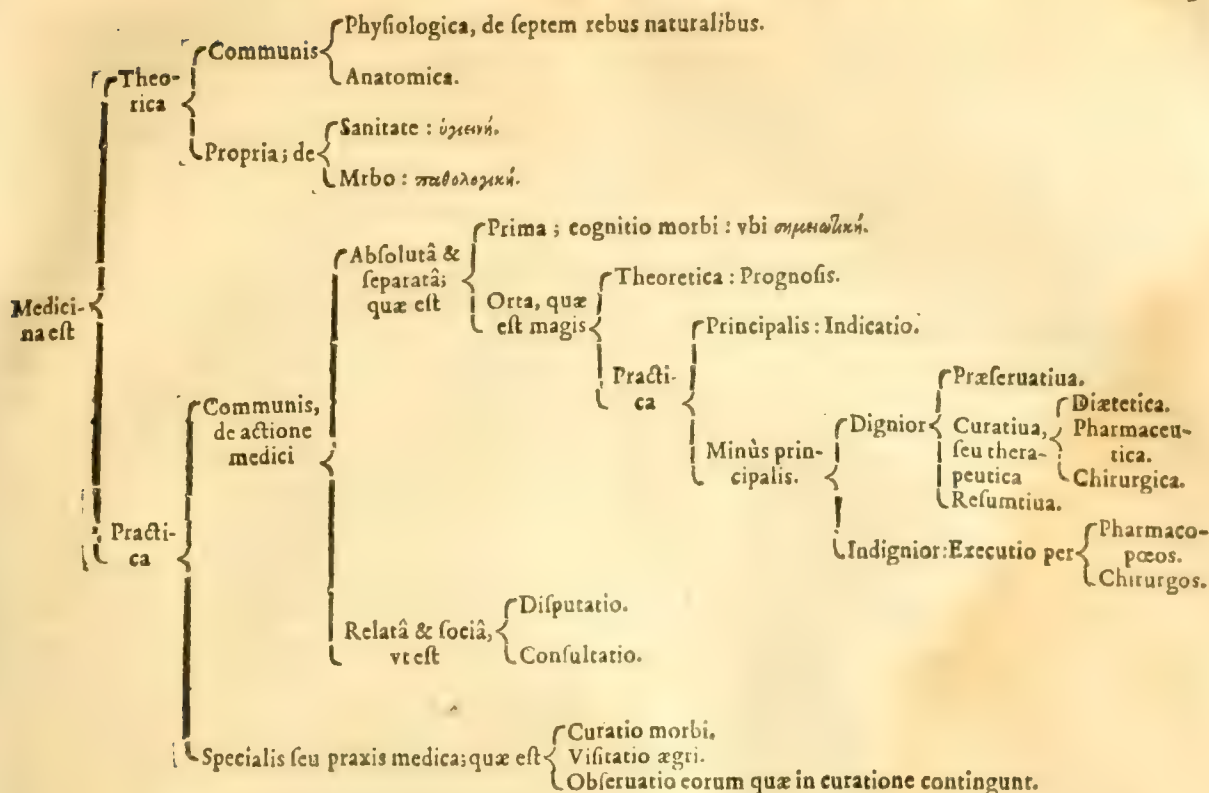 Phyſiologica, de ſeptem rebus naturalibus.
Communis
Anatomica.
Theo-
rica
Sanitate : ὑγιεινή.
Propria; de
Mrbo : παθολογική.
Medici-
na eſt
Prima ; cognitio morbi : vbi σημειωτική.
Abſolutâ &
ſeparatâ;
quæ eſt
Theoretica : Prognoſis.
Orta, quæ
eſt magis
Principalis : Indicatio.
Practi-
ca
Præſeruatiua.
Dignior
Diætetica.
Curatiua,
ſeu thera-
peutica
Pharmaceu-
tica.
Chirurgica.
Reſumtiua.
Minùs prin-
cipalis.
Indignior: Executio per
Pharmaco-
pœos.
Chirurgos.
Communis,
de actione
medici
Practi-
ca
Relatâ & ſociâ,
vt eſt
Diſputatio.
Conſultatio.
Specialis ſeu praxis medica; quæ eſt
Curatio morbi.
Viſitatio ægri.
Obſeruatio eorum quæ in curatione contingunt.